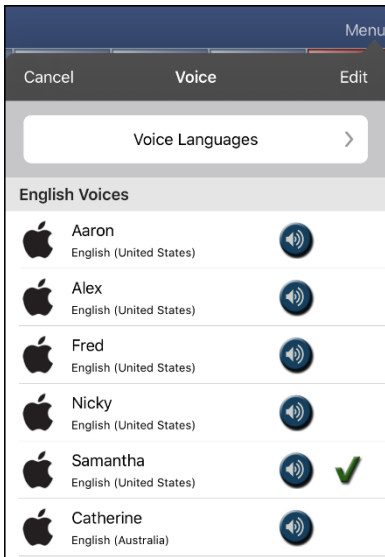 Menu
Cancel Voice Edit
Voice Languages
English Voices
Aaron
English (United States)
Alex
English (United States)
Fred
English (United States)
Nicky
English (United States)
Samantha
English (United States)
Catherine
English (Australia)